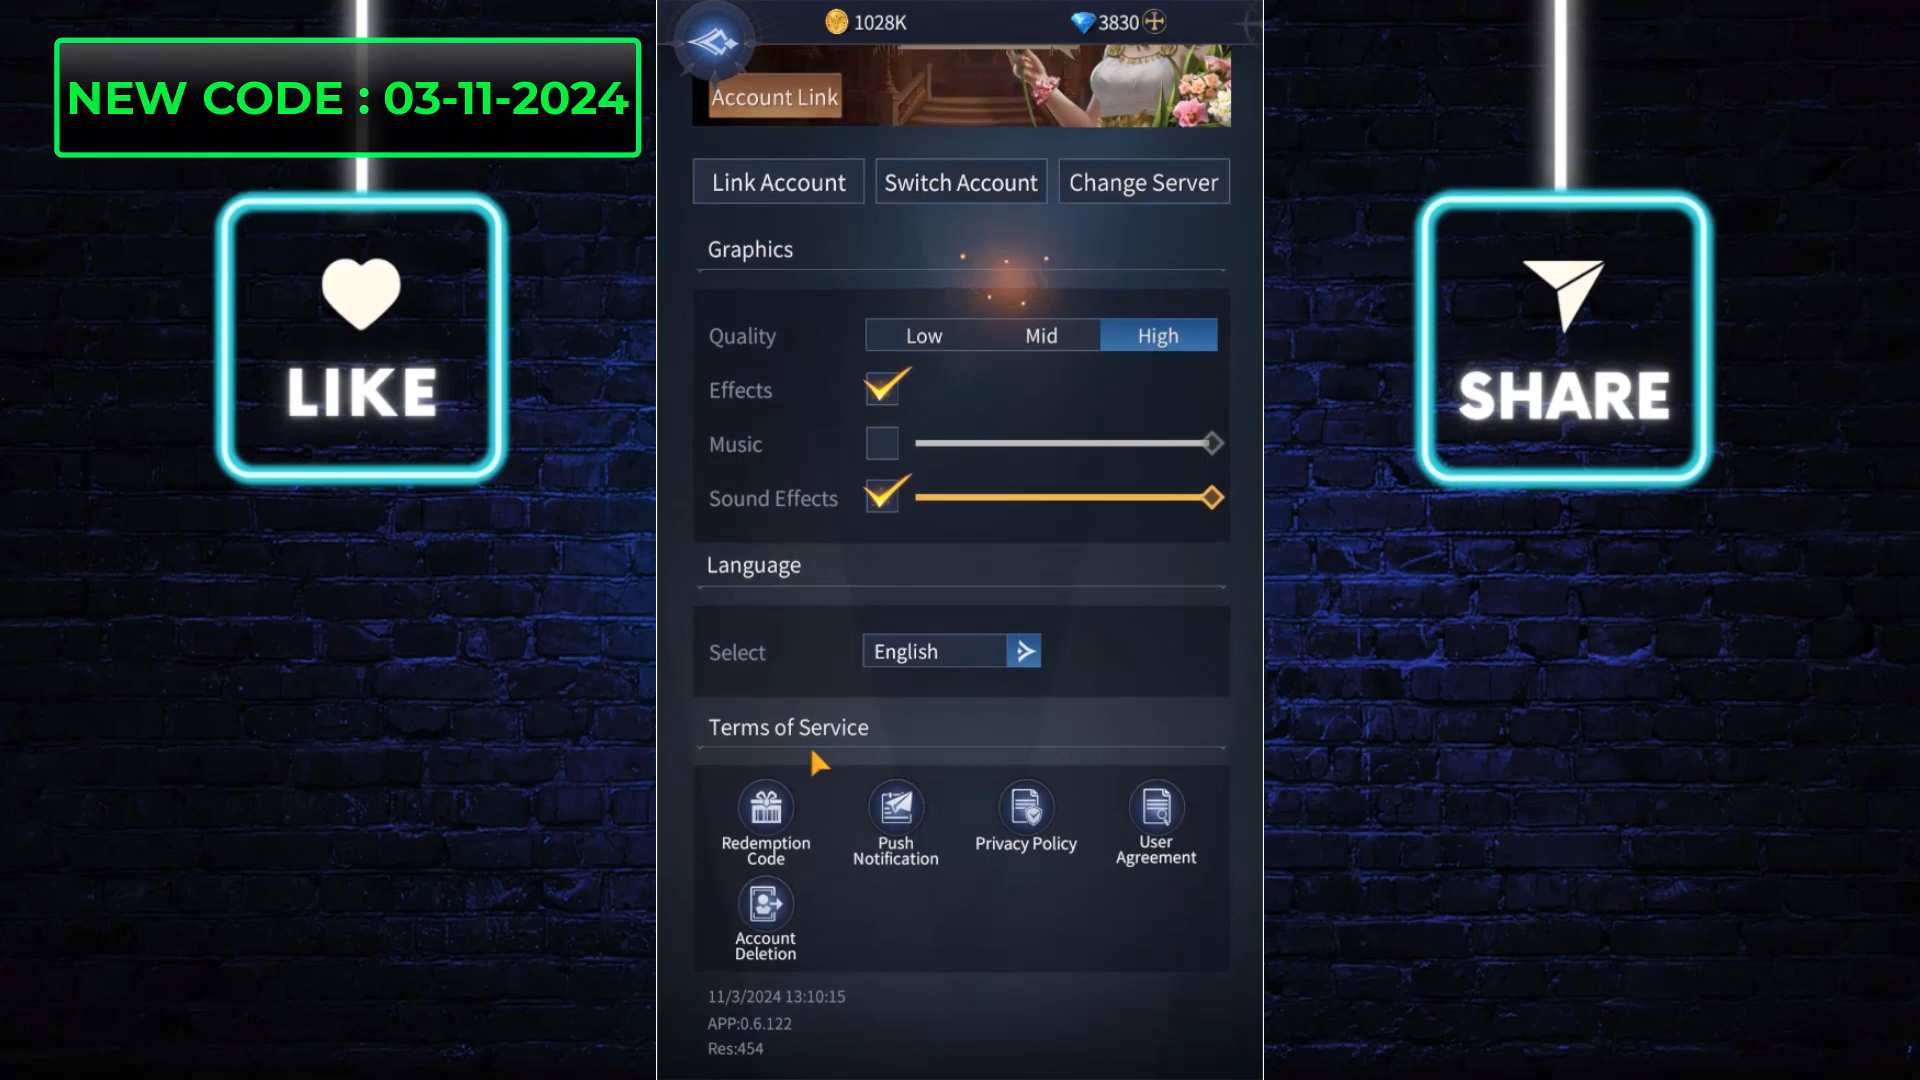 NEW CODE : 03-11-2024
LIKE
SHARE
1028K
3830
Account Link
Link Account
Switch Account
Change Server
Graphics
Quality
Low
Mid
High
Effects
Music
Sound Effects
Language
Select
English
Terms of Service
Redemption
Code
Push
Notification
Privacy Policy
User
Agreement
Account
Deletion
11/3/2024 13:10:15
APP:0.6.122
Res:454